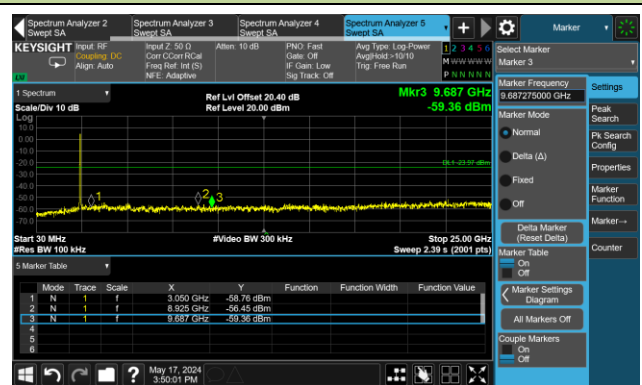 Spectrum Analyzer 2
Swept SA
Spectrum Analyzer 3
Swept SA
Spectrum Analyzer 4
Swept SA
Spectrum Analyzer 5
Swept SA
+
Marker
KEYSIGHT
Input: RF
Coupling: DC
Align: Auto
Input Z: 50 Ω
Corr CCorr RCal
Freq Ref: Int (S)
NFE: Adaptive
Atten: 10 dB
PNO: Fast
Gate: Off
IF Gain: Low
Sig Track: Off
Avg Type: Log-Power
Avg|Hold:>10/10
Trig: Free Run
1 2 3 4 5 6
M W W W W W
P N N N N N
LW
Select Marker
Marker 3
1 Spectrum
Scale/Div 10 dB
Ref Lvl Offset 20.40 dB
Ref Level 20.00 dBm
Mkr3 9.687 GHz
-59.36 dBm
Log
10.0
0.00
-10.0
-20.0
-30.0
-40.0
-50.0
-60.0
-70.0
DL1 -23.97 dBm
1
2
3
Start 30 MHz
#Res BW 100 kHz
#Video BW 300 kHz
Stop 25.00 GHz
Sweep 2.39 s (2001 pts)
5 Marker Table
Mode Trace Scale X Y Function Function Width Function Value
1 N 1 f 3.050 GHz -58.76 dBm
2 N 1 f 8.925 GHz -56.45 dBm
3 N 1 f 9.687 GHz -59.36 dBm
4
5
6
Marker Frequency
9.687275000 GHz
Marker Mode
Normal
Delta (Δ)
Fixed
Off
Delta Marker
(Reset Delta)
Marker Table
On
Off
Marker Settings
Diagram
All Markers Off
Couple Markers
On
Off
Settings
Peak
Search
Pk Search
Config
Properties
Marker
Function
Marker→
Counter
?
May 17, 2024
3:50:01 PM